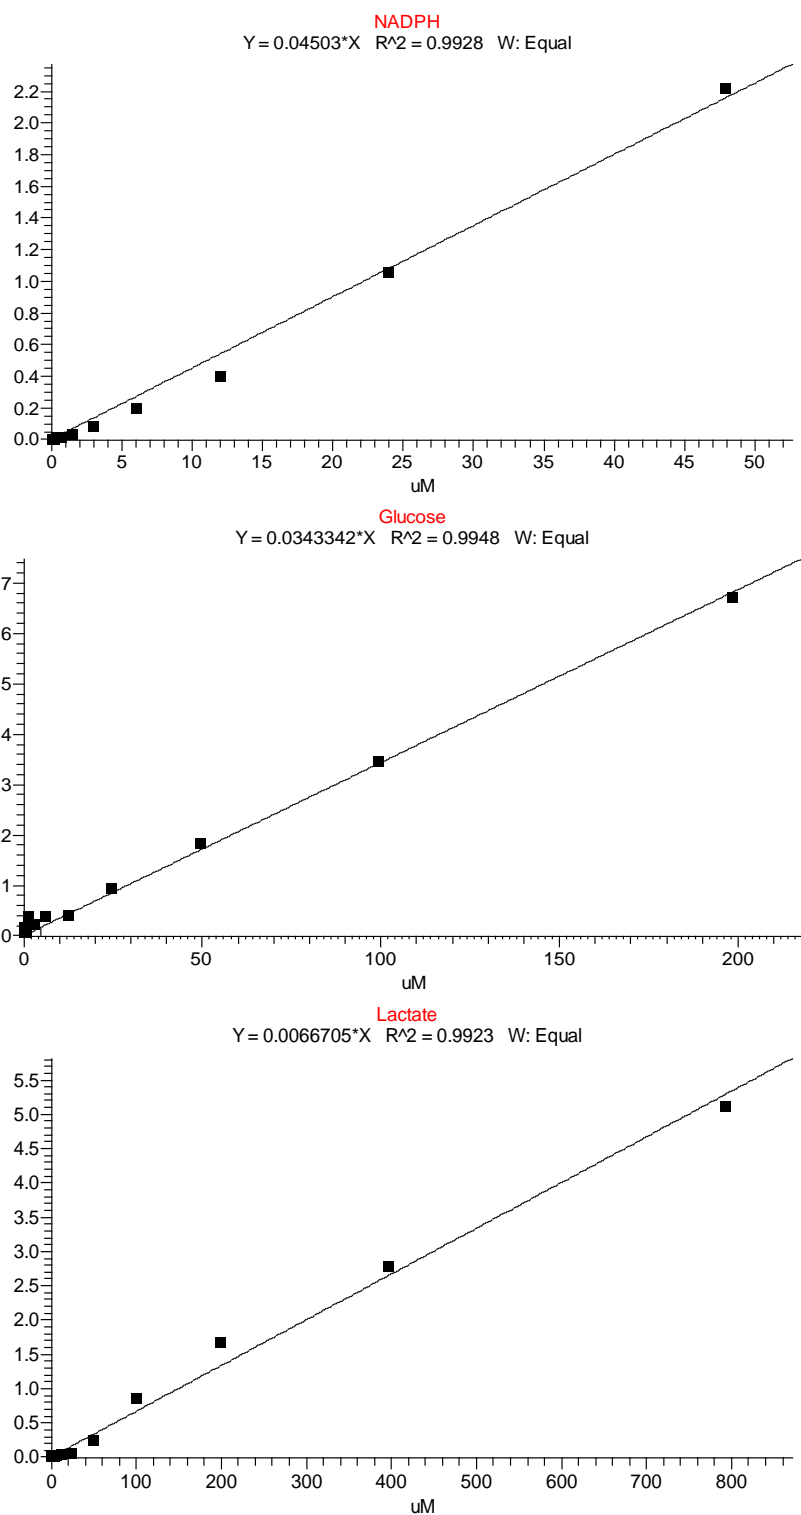 NADPH
Y = 0.04503*X R^2 = 0.9928 W: Equal
2.2
2.0
1.8
1.6
1.4
1.2
1.0
0.8
0.6
0.4
0.2
0.0
0 5 10 15 20 25 30 35 40 45 50
uM
Glucose
Y = 0.0343342*X R^2 = 0.9948 W: Equal
7
6
5
4
3
2
1
0
0 50 100 150 200
uM
Lactate
Y = 0.0066705*X R^2 = 0.9923 W: Equal
5.5
5.0
4.5
4.0
3.5
3.0
2.5
2.0
1.5
1.0
0.5
0.0
0 100 200 300 400 500 600 700 800
uM